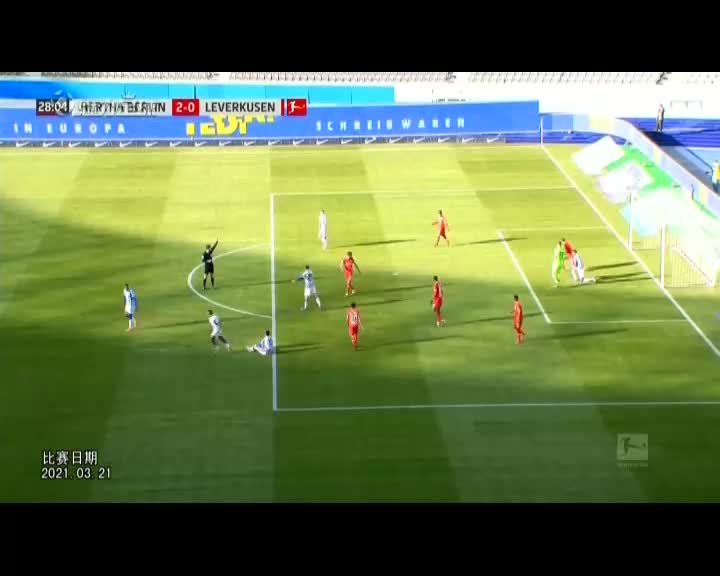 28:04 HERTHA BERLIN 2-0 LEVERKUSEN
IN EUROPA
SCHREIBWAREN
比赛日期
2021.03.21